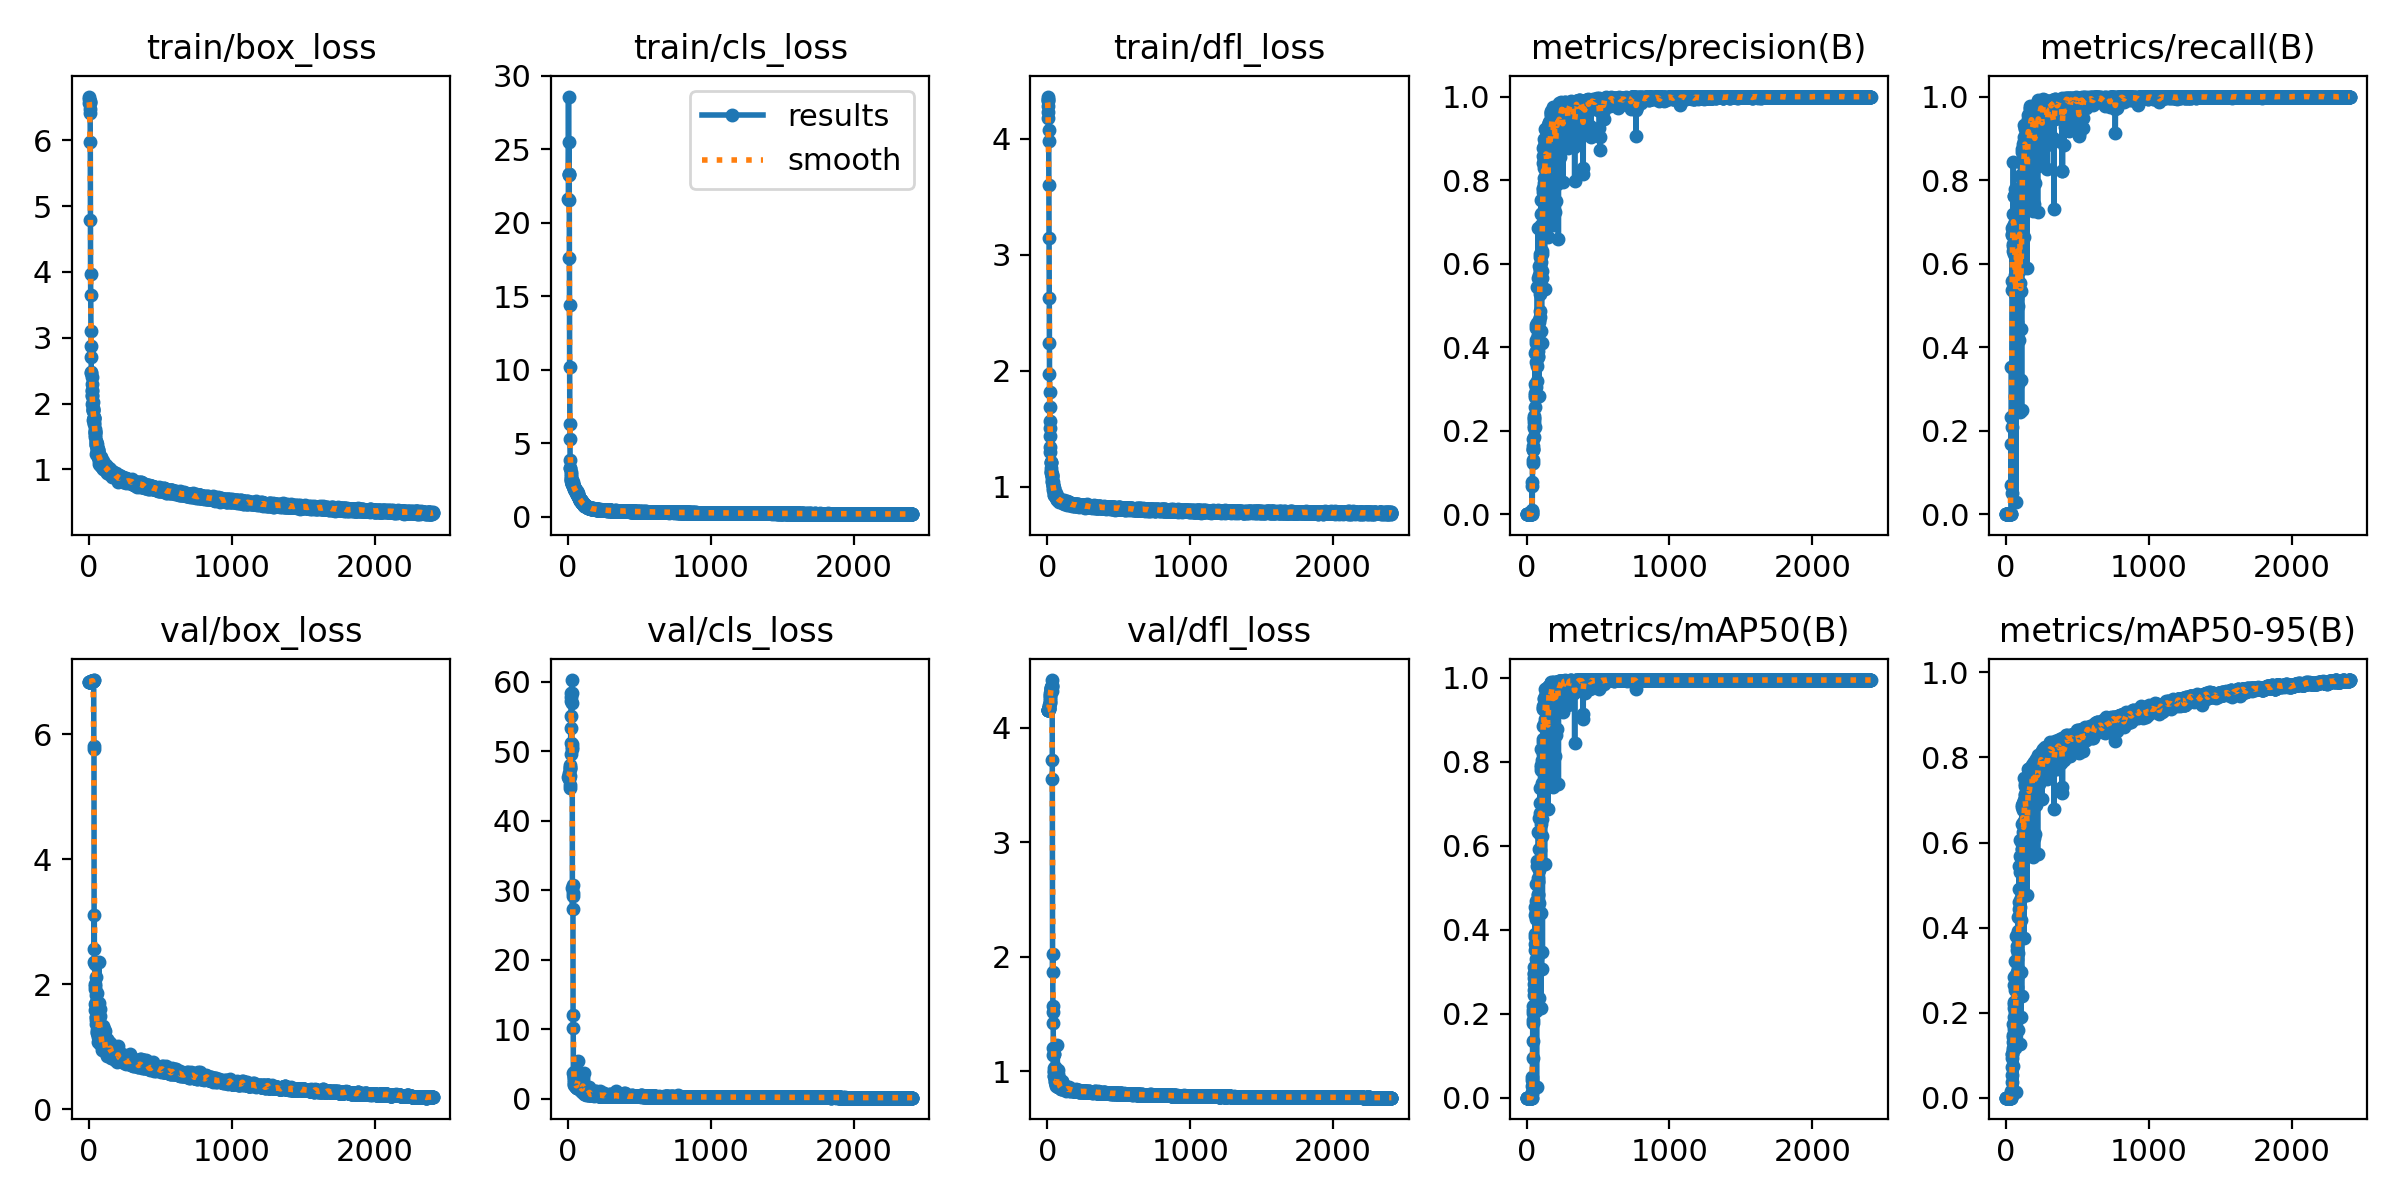 train/box_loss
train/cls_loss
train/dfl_loss
metrics/precision(B)
metrics/recall(B)
6
5
4
3
2
1
0 1000 2000
30
25
20
15
10
5
0
results
smooth
0 1000 2000
4
3
2
1
0 1000 2000
1.0
0.8
0.6
0.4
0.2
0.0
0 1000 2000
1.0
0.8
0.6
0.4
0.2
0.0
0 1000 2000
val/box_loss
val/cls_loss
val/dfl_loss
metrics/mAP50(B)
metrics/mAP50-95(B)
6
4
2
0
0 1000 2000
60
50
40
30
20
10
0
0 1000 2000
4
3
2
1
0 1000 2000
1.0
0.8
0.6
0.4
0.2
0.0
0 1000 2000
1.0
0.8
0.6
0.4
0.2
0.0
0 1000 2000